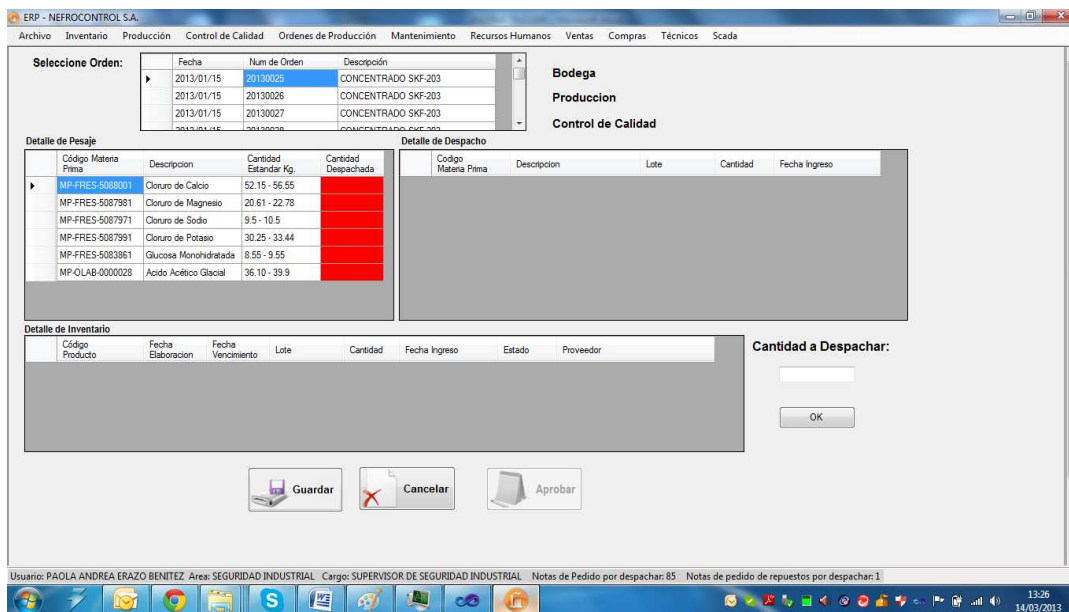 ERP - NEFROCONTROL S.A.
Archivo Inventario Producción Control de Calidad Ordenes de Producción Mantenimiento Recursos Humanos Ventas Compras Técnicos Scada
Seleccione Orden:
Fecha Num de Orden Descripción
2013/01/15 20130025 CONCENTRADO SKF-203
2013/01/15 20130026 CONCENTRADO SKF-203
2013/01/15 20130027 CONCENTRADO SKF-203
2013/01/15 20130028 CONCENTRADO SKF-203
Bodega
Produccion
Control de Calidad
Detalle de Pesaje
Código Materia Prima Descripcion Cantidad Estandar Kg. Cantidad Despachada
MP-FRES-5088001 Cloruro de Calcio 52.15 - 56.55
MP-FRES-5087981 Cloruro de Magnesio 20.61 - 22.78
MP-FRES-5087971 Cloruro de Sodio 9.5 - 10.5
MP-FRES-5087991 Cloruro de Potasio 30.25 - 33.44
MP-FRES-5083861 Glucosa Monohidratada 8.55 - 9.55
MP-OLAB-0000028 Acido Acético Glacial 36.10 - 39.9
Detalle de Despacho
Codigo Materia Prima Descripcion Lote Cantidad Fecha Ingreso
Detalle de Inventario
Código Producto Fecha Elaboracion Fecha Vencimiento Lote Cantidad Fecha Ingreso Estado Proveedor
Cantidad a Despachar:
OK
Guardar Cancelar Aprobar
Usuario: PAOLA ANDREA ERAZO BENITEZ Area: SEGURIDAD INDUSTRIAL Cargo: SUPERVISOR DE SEGURIDAD INDUSTRIAL Notas de Pedido por despachar: 85 Notas de pedido de repuestos por despachar: 1
13:26
14/03/2013